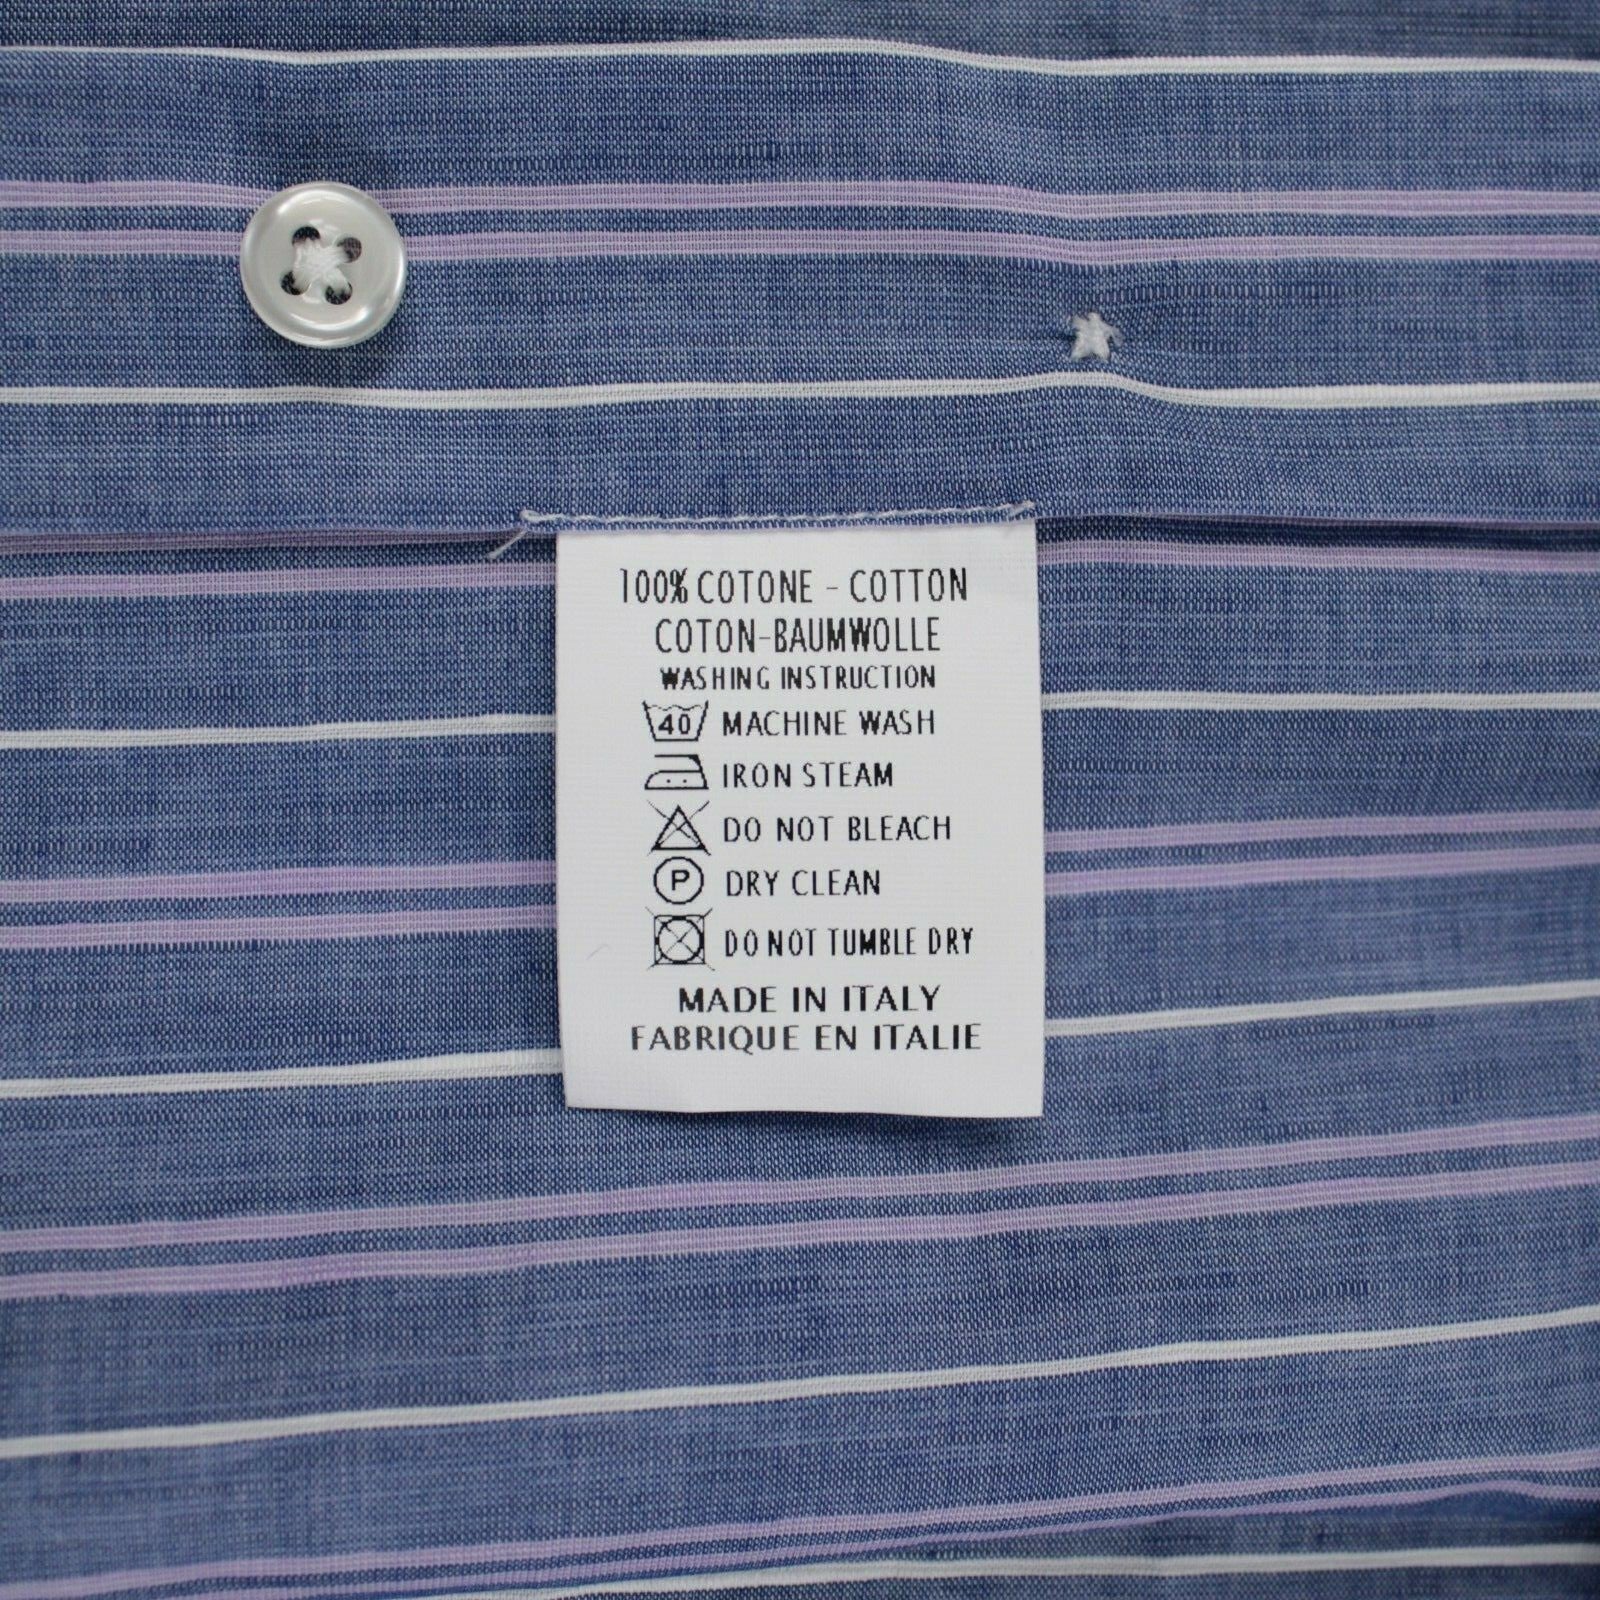 100% COTONE - COTTON
COTON-BAUMWOLLE
WASHING INSTRUCTION
40 MACHINE WASH
IRON STEAM
DO NOT BLEACH
P DRY CLEAN
DO NOT TUMBLE DRY
MADE IN ITALY
FABRIQUE EN ITALIE